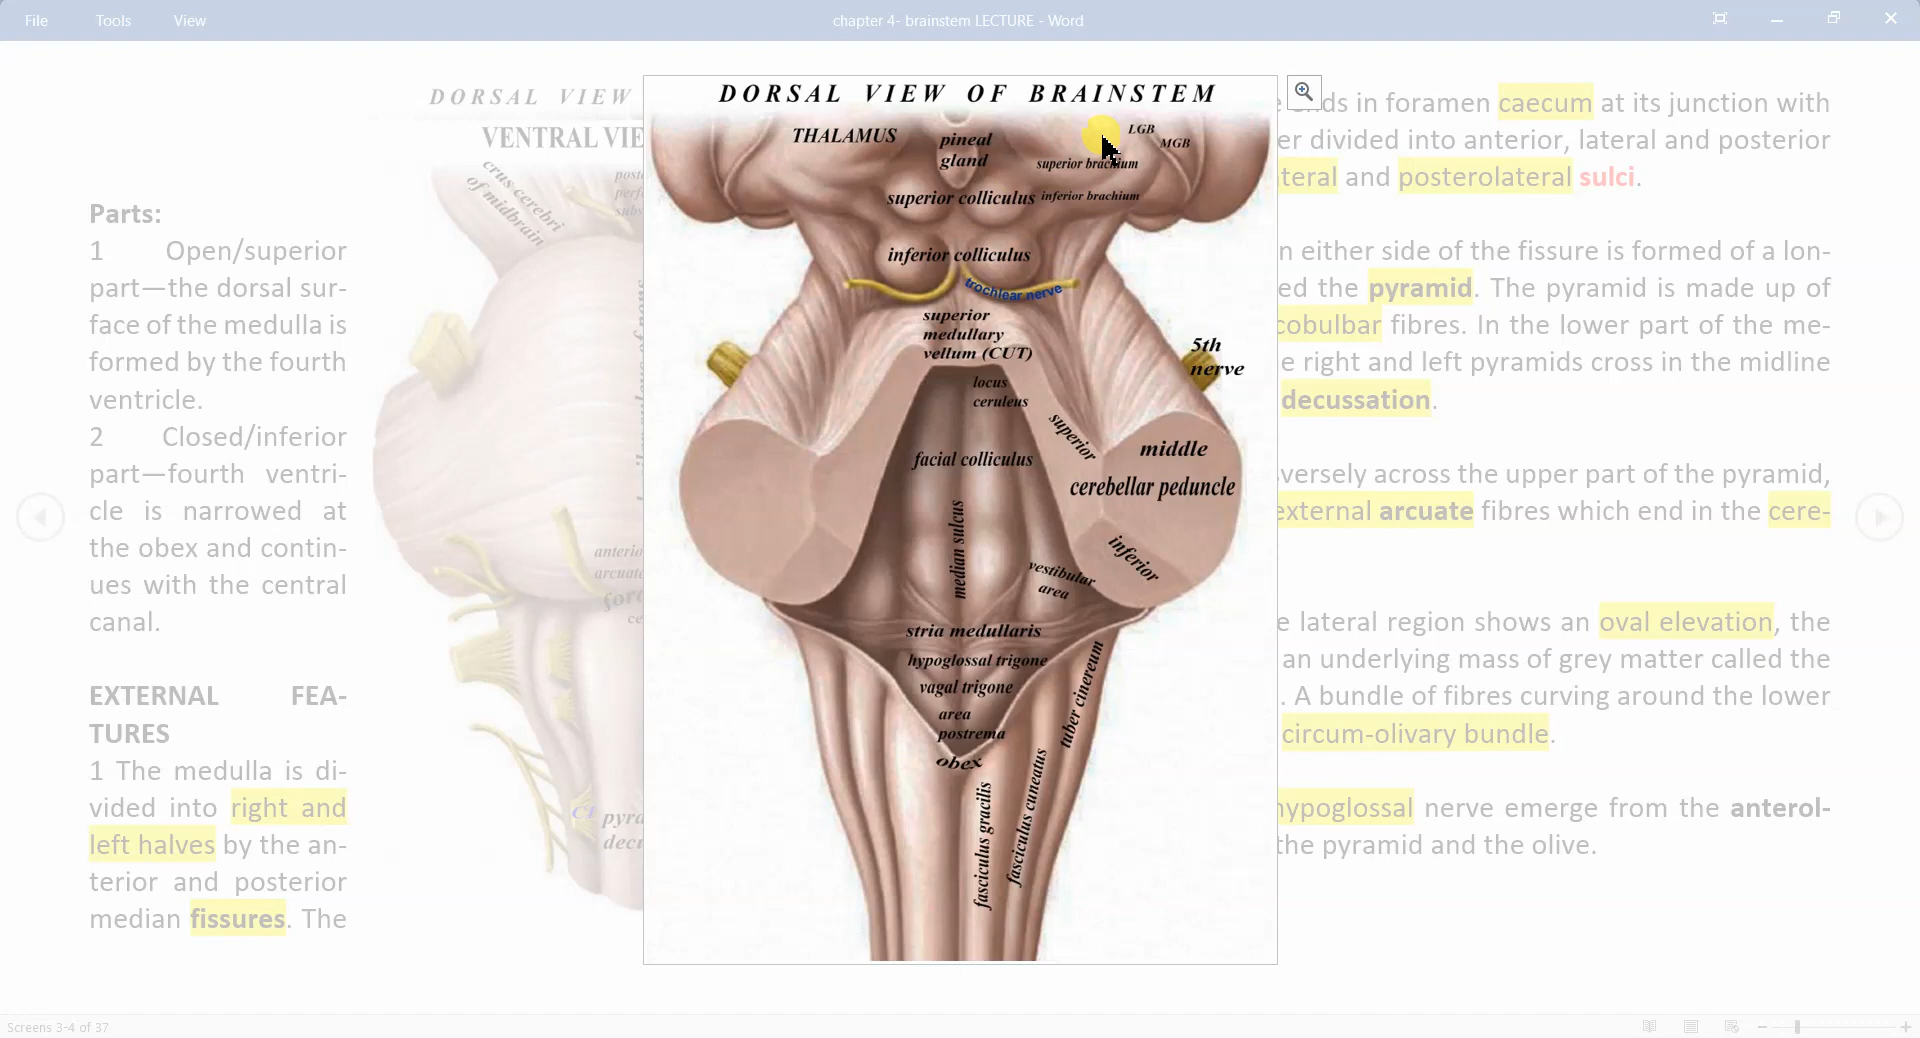 File Tools View chapter 4- brainstem LECTURE - Word
DORSAL VIEW
VENTRAL VIE
crus cerebri
of midbrain
Parts:
1 Open/superior
part—the dorsal sur-
face of the medulla is
formed by the fourth
ventricle.
2 Closed/inferior
part—fourth ventri-
cle is narrowed at
the obex and contin-
ues with the central
canal.
EXTERNAL FEA-
TURES
1 The medulla is di-
vided into right and
left halves by the an-
terior and posterior
median fissures. The
anterio
arcuate
C1
pyra
decu
DORSAL VIEW OF BRAINSTEM
THALAMUS
pineal
gland
LGB
MGB
superior brachium
superior colliculus
inferior brachium
inferior colliculus
trochlear nerve
superior
medullary
vellum (CUT)
5th
nerve
locus
ceruleus
superior
middle
facial colliculus
cerebellar peduncle
median sulcus
inferior
vestibular
area
stria medullaris
hypoglossal trigone
vagal trigone
area
postrema
tuber cinereum
obex
fasciculus gracilis
fasciculus cuneatus
ends in foramen caecum at its junction with
er divided into anterior, lateral and posterior
teral and posterolateral sulci.
n either side of the fissure is formed of a lon-
ed the pyramid. The pyramid is made up of
cobulbar fibres. In the lower part of the me-
e right and left pyramids cross in the midline
decussation.
versely across the upper part of the pyramid,
external arcuate fibres which end in the cere-
e lateral region shows an oval elevation, the
an underlying mass of grey matter called the
. A bundle of fibres curving around the lower
circum-olivary bundle.
hypoglossal nerve emerge from the anterol-
the pyramid and the olive.
Screens 3-4 of 37